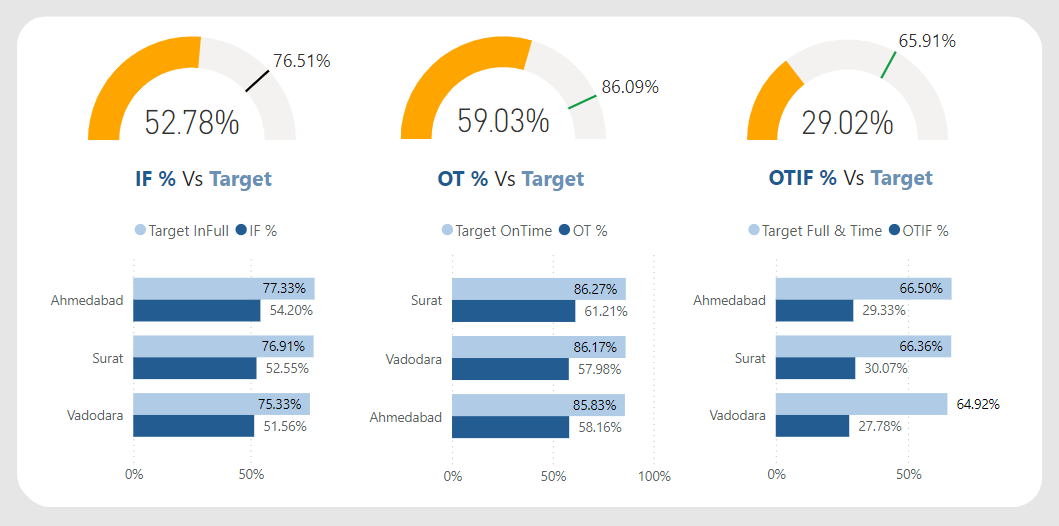 76.51%
52.78%
IF % Vs Target
Target InFull IF %
Ahmedabad 77.33%
54.20%
Surat 76.91%
52.55%
Vadodara 75.33%
51.56%
0% 50%
86.09%
59.03%
OT % Vs Target
Target OnTime OT %
Surat 86.27%
61.21%
Vadodara 86.17%
57.98%
Ahmedabad 85.83%
58.16%
0% 50% 100%
65.91%
29.02%
OTIF % Vs Target
Target Full & Time OTIF %
Ahmedabad 66.50%
29.33%
Surat 66.36%
30.07%
Vadodara 64.92%
27.78%
0% 50%